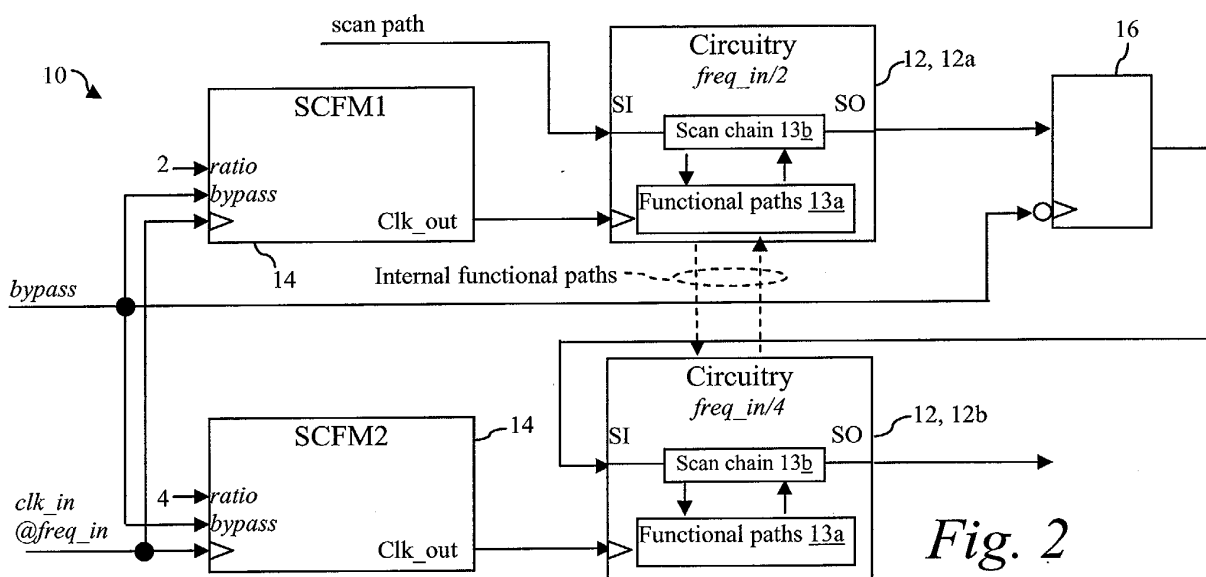 scan path
10
SCFM1
2
ratio
bypass
Clk_out
14
Circuitry
freq_in/2
12, 12a
SI
SO
Scan chain 13b
Functional paths 13a
16
Internal functional paths
bypass
SCFM2
14
4
ratio
bypass
Clk_out
clk_in
@freq_in
Circuitry
freq_in/4
12, 12b
SI
SO
Scan chain 13b
Functional paths 13a
Fig. 2